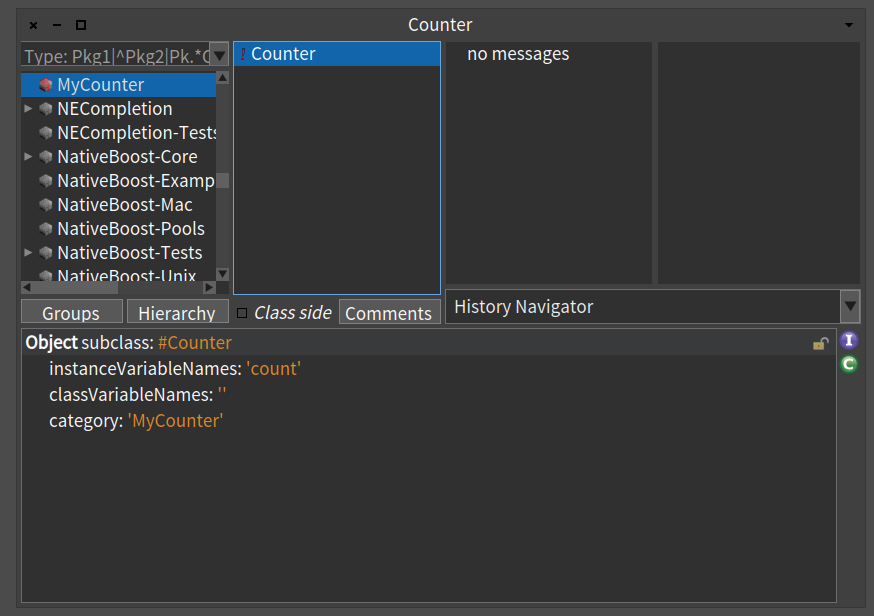 Counter
Type: Pkg1|^Pkg2|Pk.*C
MyCounter
NECompletion
NECompletion-Tests
NativeBoost-Core
NativeBoost-Examp
NativeBoost-Mac
NativeBoost-Pools
NativeBoost-Tests
NativeBoost-Unix
! Counter
no messages
Groups
Hierarchy
Class side
Comments
History Navigator
Object subclass: #Counter
instanceVariableNames: 'count'
classVariableNames: ''
category: 'MyCounter'
I
C